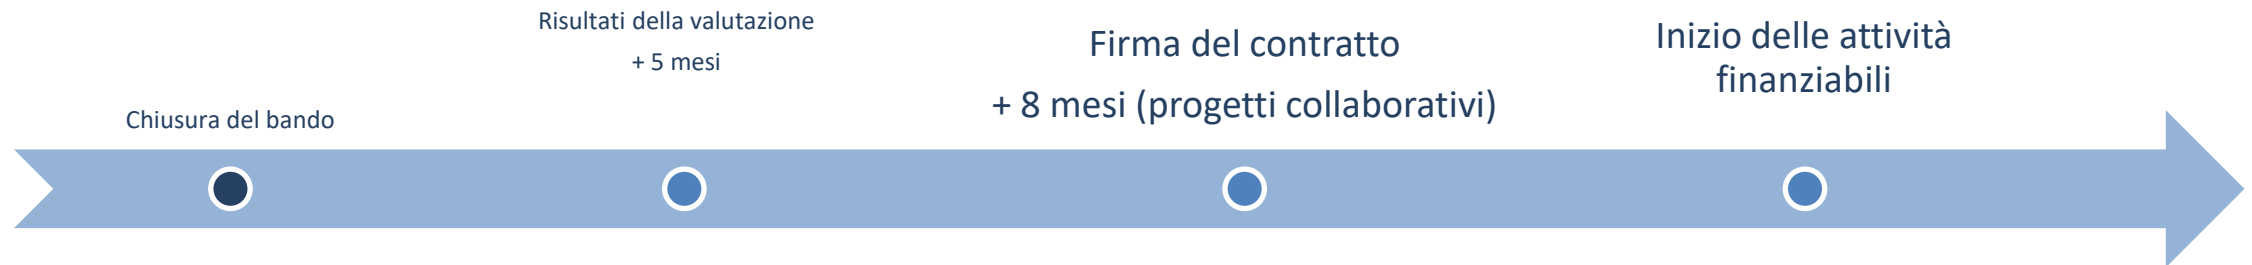 Chiusura del bando
Risultati della valutazione
+ 5 mesi
Firma del contratto
+ 8 mesi (progetti collaborativi)
Inizio delle attività
finanziabili